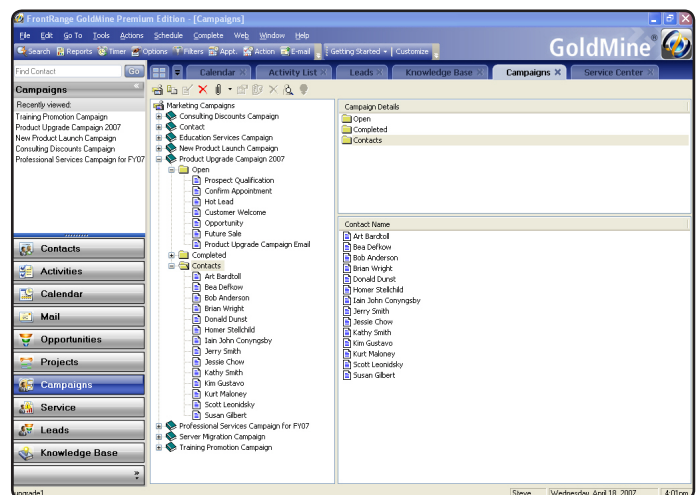 FrontRange GoldMine Premium Edition - [Campaigns]
File Edit Go To Tools Actions Schedule Complete Web Window Help
Search Reports Timer Options Filters Appt. Action E-mail Getting Started Customize
GoldMine®
Find Contact Go
Calendar Activity List Leads Knowledge Base Campaigns Service Center
Campaigns
Recently viewed:
Training Promotion Campaign
Product Upgrade Campaign 2007
New Product Launch Campaign
Consulting Discounts Campaign
Professional Services Campaign for FY07
Contacts
Activities
Calendar
Mail
Opportunities
Projects
Campaigns
Service
Leads
Knowledge Base
Marketing Campaigns
Consulting Discounts Campaign
Contact
Education Services Campaign
New Product Launch Campaign
Product Upgrade Campaign 2007
Open
Prospect Qualification
Confirm Appointment
Hot Lead
Customer Welcome
Opportunity
Future Sale
Product Upgrade Campaign Email
Completed
Contacts
Art Bardtoll
Bea Defkow
Bob Anderson
Brian Wright
Donald Dunst
Homer Stellchild
Iain John Conyngsby
Jerry Smith
Jessie Chow
Kathy Smith
Kim Gustavo
Kurt Maloney
Scott Leonidsky
Susan Gilbert
Professional Services Campaign for FY07
Server Migration Campaign
Training Promotion Campaign
Campaign Details
Open
Completed
Contacts
Contact Name
Art Bardtoll
Bea Defkow
Bob Anderson
Brian Wright
Donald Dunst
Homer Stellchild
Iain John Conyngsby
Jerry Smith
Jessie Chow
Kathy Smith
Kim Gustavo
Kurt Maloney
Scott Leonidsky
Susan Gilbert
Steve Wednesday, April 18, 2007 4:01pm